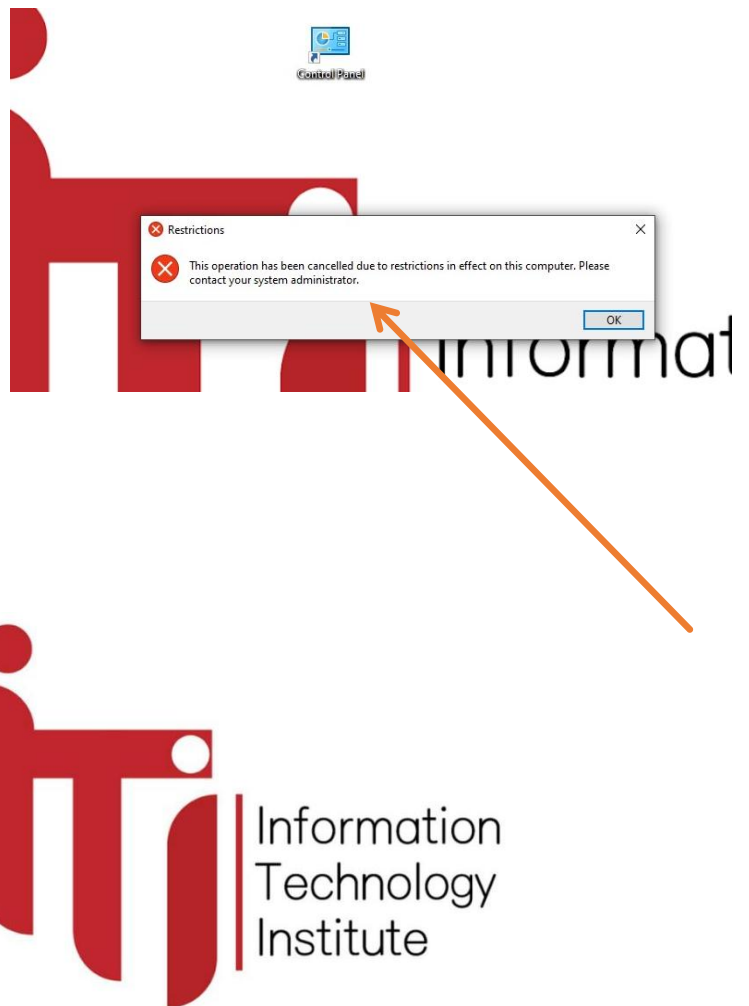 Control Panel
Restrictions
This operation has been cancelled due to restrictions in effect on this computer. Please
contact your system administrator.
OK
Informat
Information
Technology
Institute